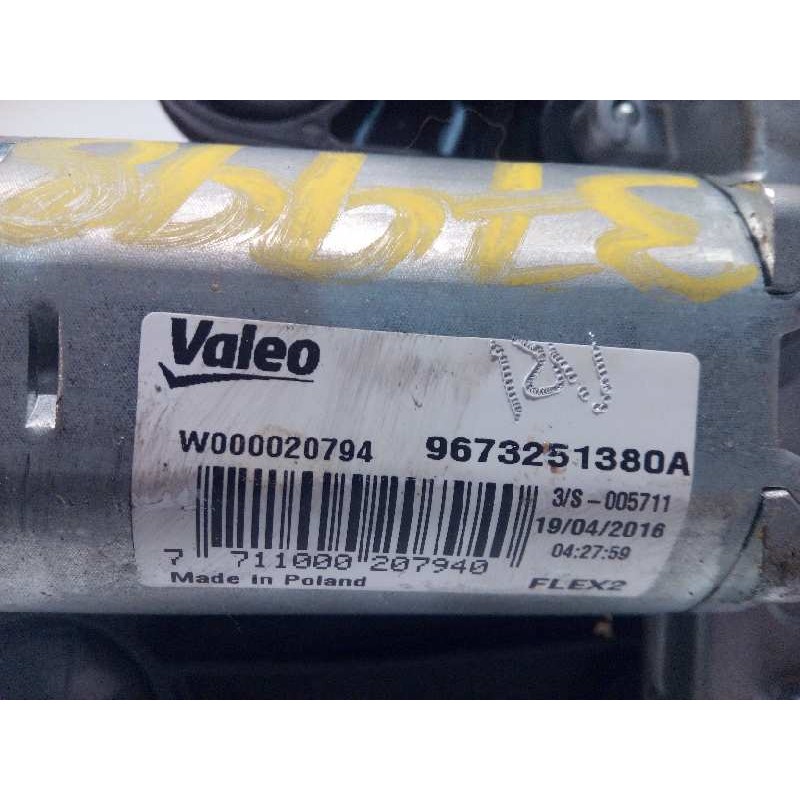 Valeo
W000020794 9673251380A
3/S-005711
19/04/2016
04:27:59
7 711000 207940
Made in Poland FLEX2